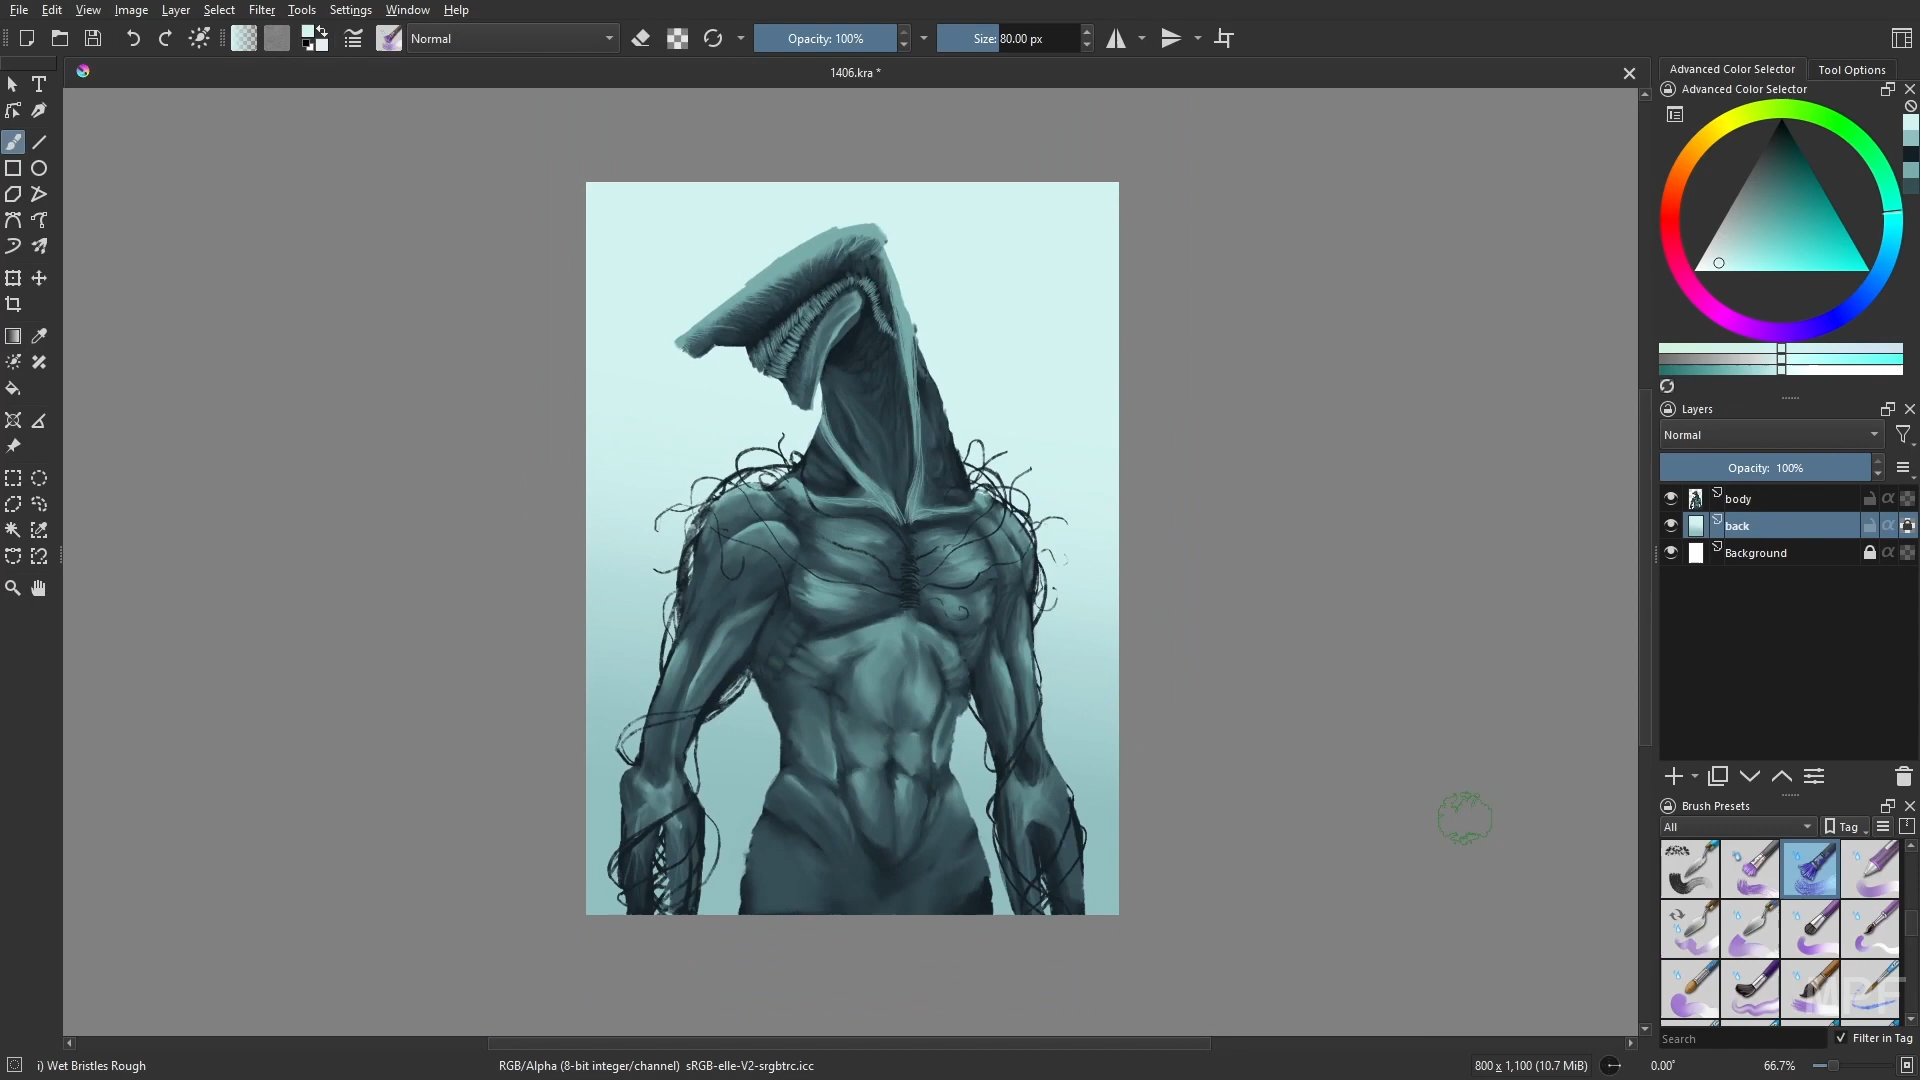 File Edit View Image Layer Select Filter Tools Settings Window Help
Normal
Opacity: 100%
Size: 80.00 px
1406.kra *
Advanced Color Selector
Tool Options
Advanced Color Selector
Layers
Normal
Opacity: 100%
body
back
Background
Brush Presets
All
Tag
Search
Filter in Tag
i) Wet Bristles Rough
RGB/Alpha (8-bit integer/channel) sRGB-elle-V2-srgbtrc.icc
800 x 1,100 (10.7 MiB)
0.00°
66.7%